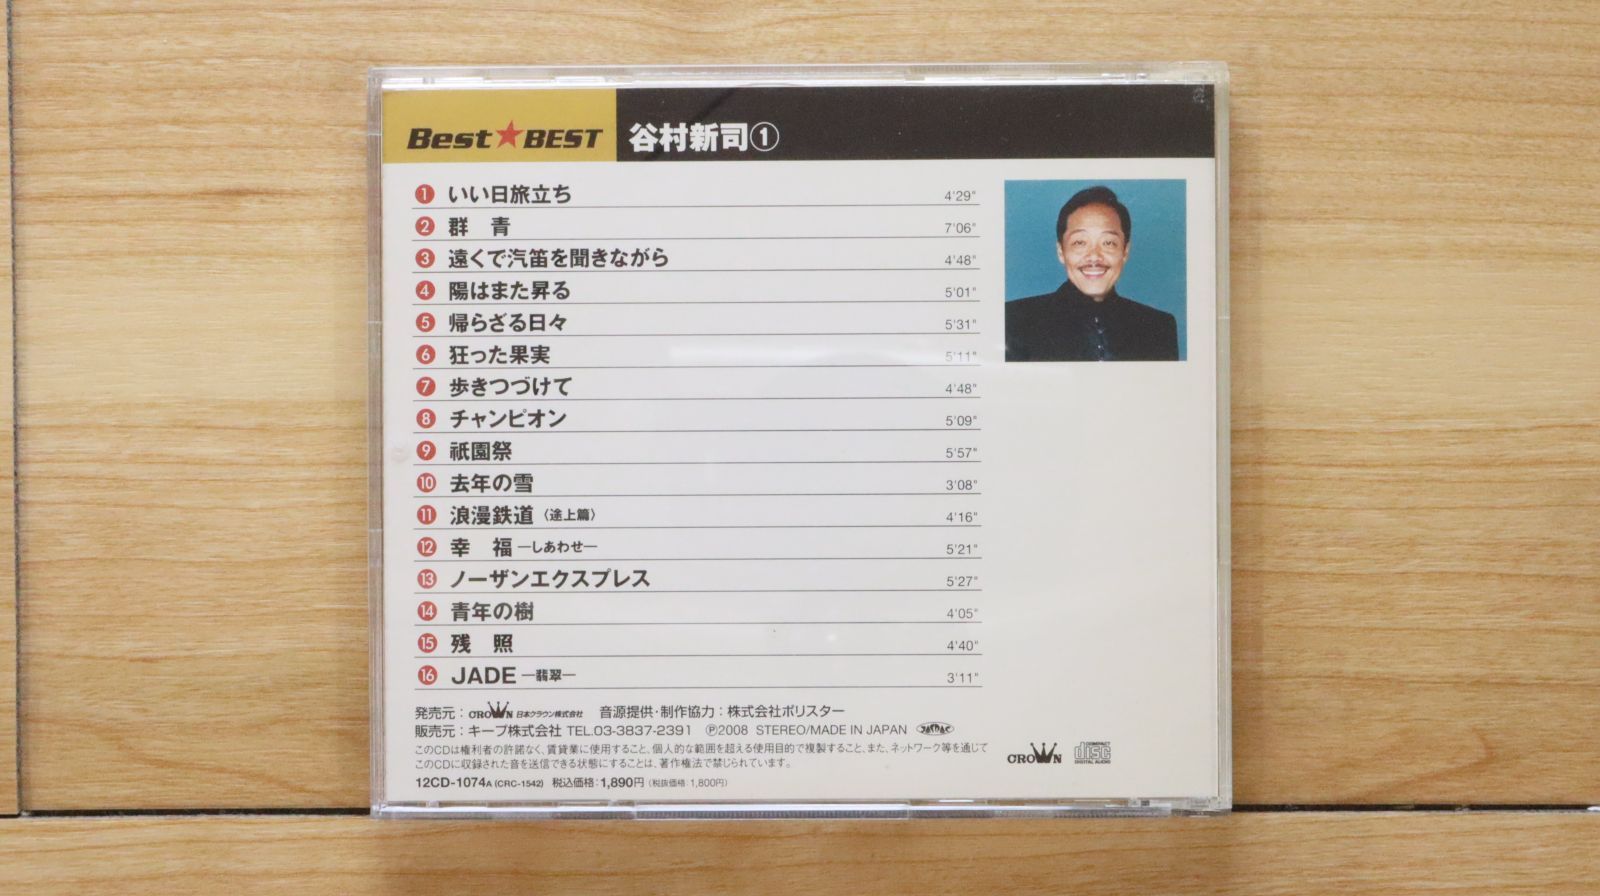 Best★BEST 谷村新司①
1 いい日旅立ち 4'29"
2 群 青 7'06"
3 遠くで汽笛を聞きながら 4'48"
4 陽はまた昇る 5'01"
5 帰らざる日々 5'31"
6 狂った果実 5'11"
7 歩きつづけて 4'48"
8 チャンピオン 5'09"
9 祇園祭 5'57"
10 去年の雪 3'08"
11 浪漫鉄道〈途上篇〉 4'16"
12 幸 福 ―しあわせ― 5'21"
13 ノーザンエクスプレス 5'27"
14 青年の樹 4'05"
15 残 照 4'40"
16 JADE ―翡翠― 3'11"
発売元：CROWN 日本クラウン株式会社 音源提供・制作協力：株式会社ポリスター
販売元：キープ株式会社 TEL.03-3837-2391 Ⓟ2008 STEREO/MADE IN JAPAN JASRAC
このCDは権利者の許諾なく、賃貸業に使用すること、個人的な範囲を超える使用目的で複製すること、また、ネットワーク等を通じて
このCDに収録された音を送信できる状態にすることは、著作権法で禁じられています。
12CD-1074A (CRC-1542) 税込価格：1,890円（税抜価格：1,800円）
CROWN
COMPACT disc DIGITAL AUDIO